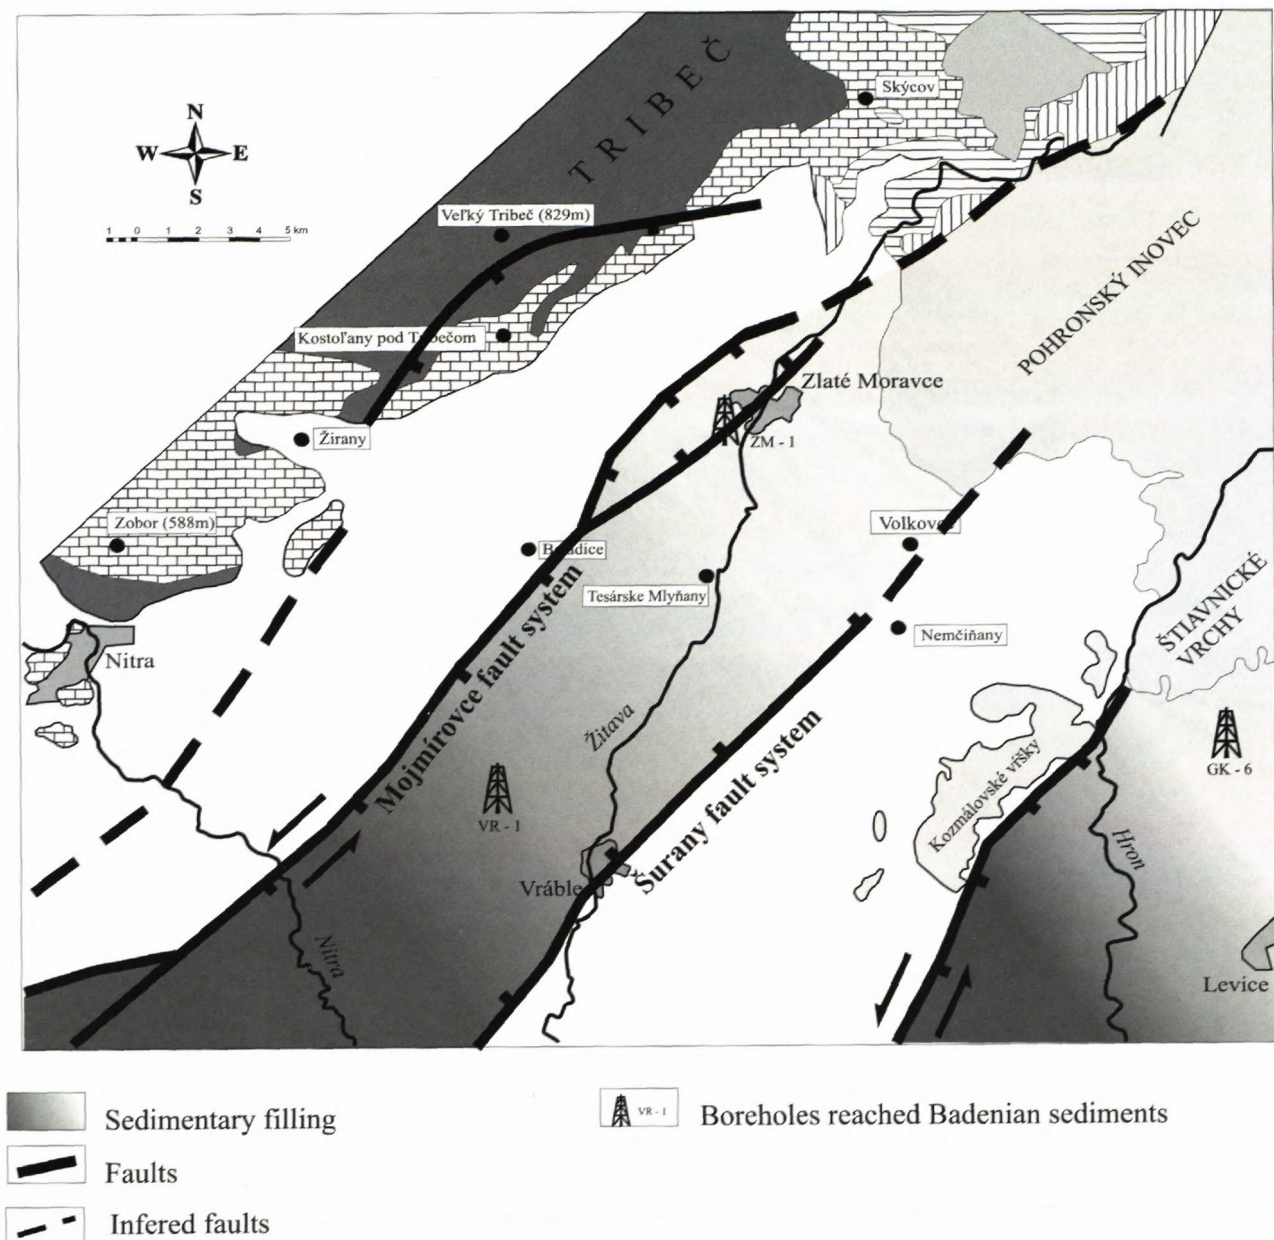 TRIBEČ
Skýcov
N
W E
S
1 0 1 2 3 4 5 km
Veľký Tribeč (829m)
POHRONSKÝ INOVEC
Kostoľany pod Tribečom
Zlaté Moravce
ZM - 1
Žirany
Zobor (588m)
Volkovce
Tesárske Mlyňany
Nemčiňany
ŠTIAVNICKÉ
VRCHY
Nitra
Mojmírovce fault system
Žitava
Šurany fault system
VR - 1
GK - 6
Kozmálovské vŕšky
Hron
Vráble
Nitra
Levice
Sedimentary filling
VR - 1
Boreholes reached Badenian sediments
Faults
Infered faults